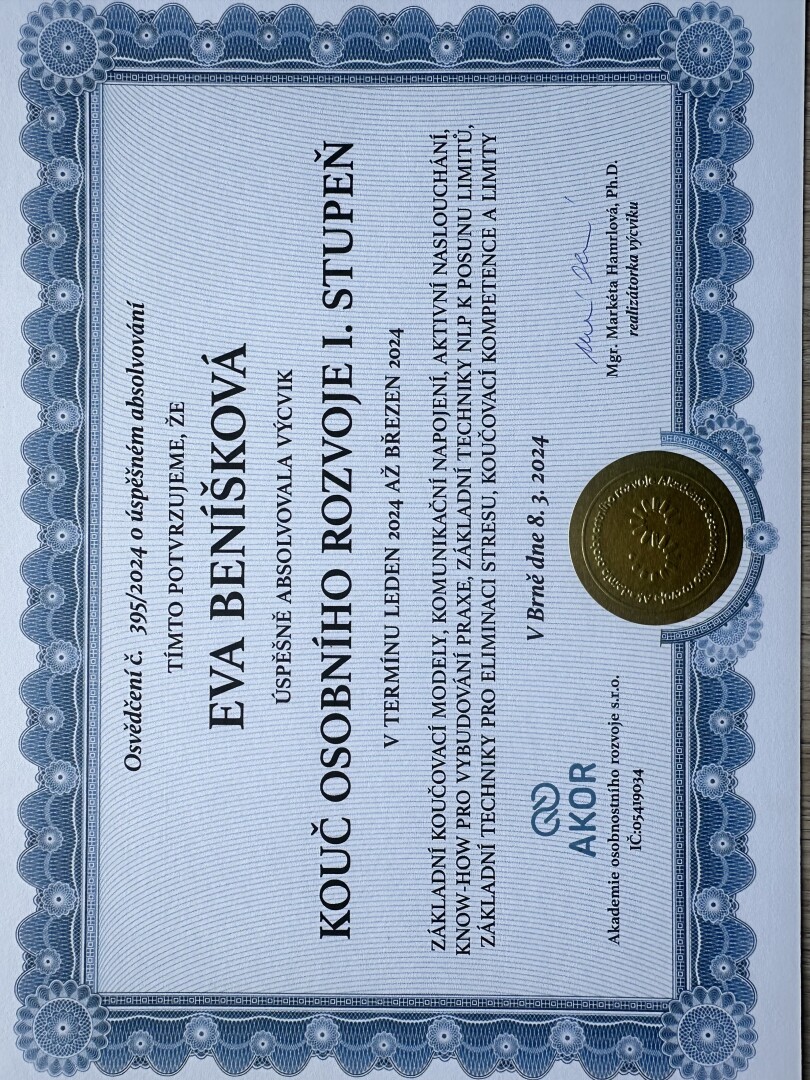 Osvědčení č. 395/2024 o úspěšném absolvování
TÍMTO POTVRZUJEME, ŽE
EVA BENÍŠKOVÁ
ÚSPĚŠNĚ ABSOLVOVALA VÝCVIK
KOUČ OSOBNÍHO ROZVOJE I. STUPEŇ
V TERMÍNU LEDEN 2024 AŽ BŘEZEN 2024
ZÁKLADNÍ KOUČOVACÍ MODELY, KOMUNIKAČNÍ NAPOJENÍ, AKTIVNÍ NASLOUCHÁNÍ,
KNOW-HOW PRO VYBUDOVÁNÍ PRAXE, ZÁKLADNÍ TECHNIKY NLP K POSUNU LIMITŮ,
ZÁKLADNÍ TECHNIKY PRO ELIMINACI STRESU, KOUČOVACÍ KOMPETENCE A LIMITY
V Brně dne 8. 3. 2024
AKOR
Akademie osobnostního rozvoje s.r.o.
IČ:05419034
Mgr. Markéta Hamrlová, Ph.D.
realizátorka výcviku